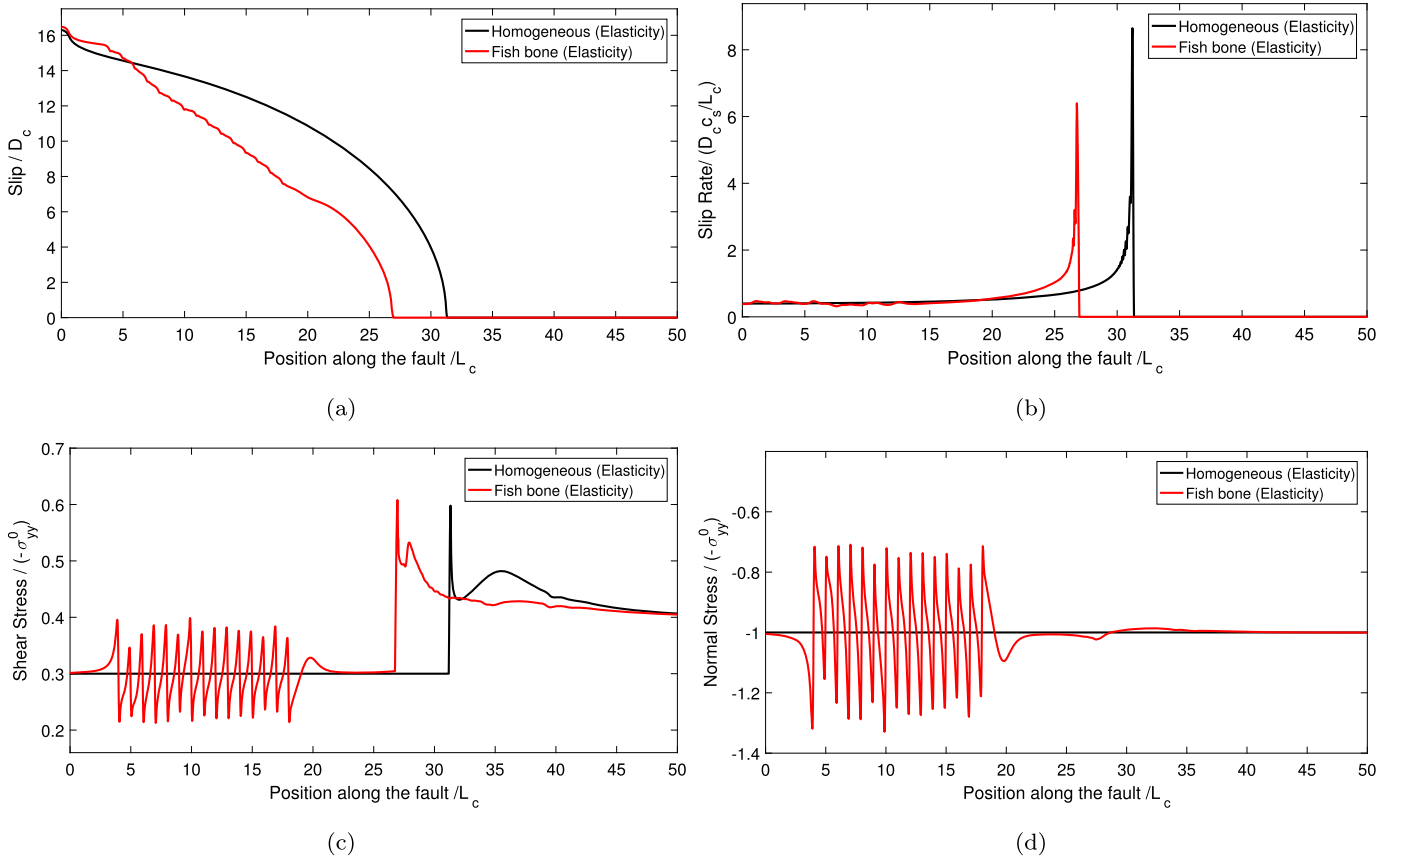 Slip / D_c
16
14
12
10
8
6
4
2
0
Homogeneous (Elasticity)
Fish bone (Elasticity)
0 5 10 15 20 25 30 35 40 45 50
Position along the fault /L_c
(a)
Slip Rate/ (D_c c_s/L_c)
8
6
4
2
0
Homogeneous (Elasticity)
Fish bone (Elasticity)
0 5 10 15 20 25 30 35 40 45 50
Position along the fault /L_c
(b)
Shear Stress / (-σ_yy^0)
0.7
0.6
0.5
0.4
0.3
0.2
Homogeneous (Elasticity)
Fish bone (Elasticity)
0 5 10 15 20 25 30 35 40 45 50
Position along the fault /L_c
(c)
Normal Stress / (-σ_yy^0)
-0.6
-0.8
-1
-1.2
-1.4
Homogeneous (Elasticity)
Fish bone (Elasticity)
0 5 10 15 20 25 30 35 40 45 50
Position along the fault /L_c
(d)